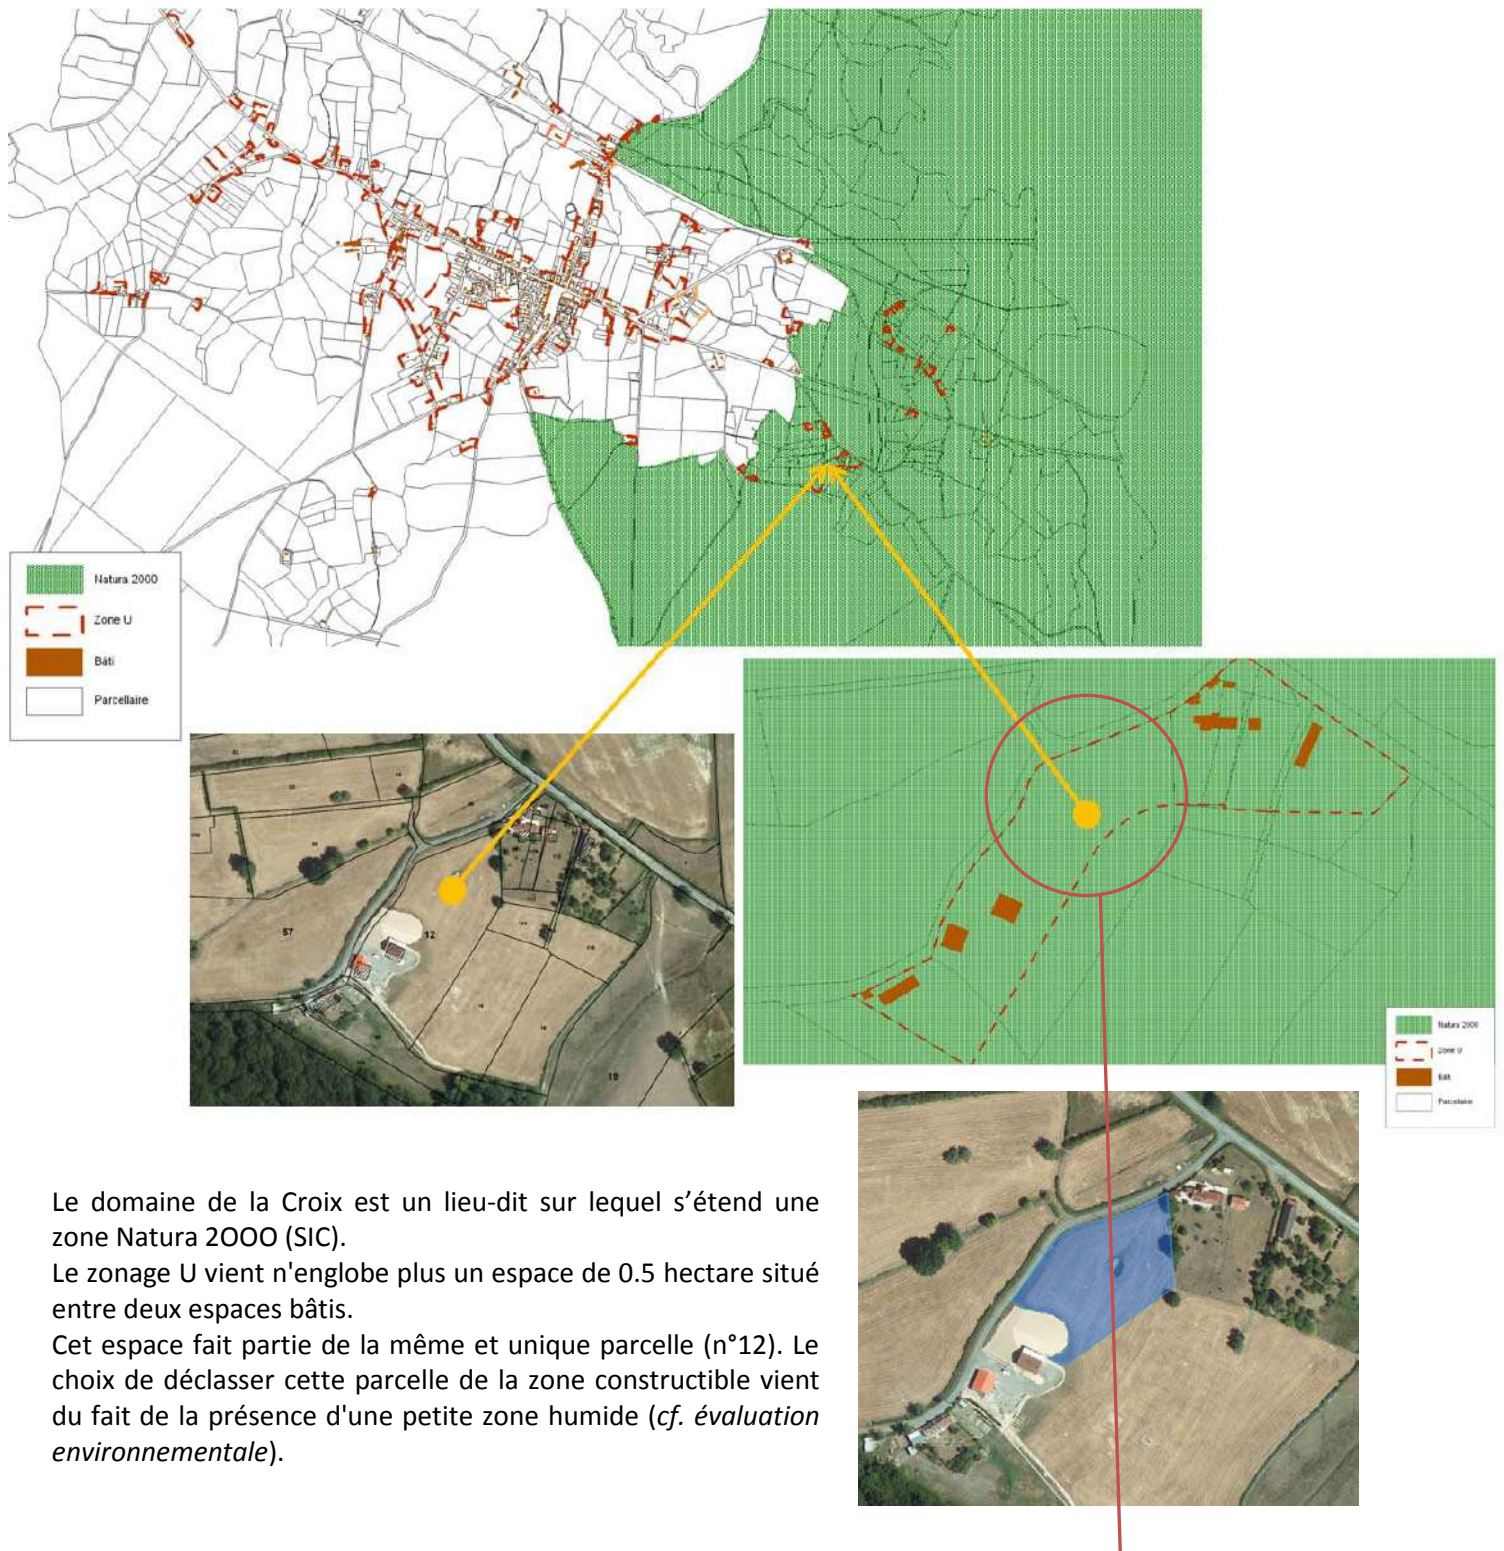 Natura 2000
Zone U
Bâti
Parcellaire
57
12
19
Natura 2000
Zone U
Bâti
Parcellaire
Le domaine de la Croix est un lieu-dit sur lequel s’étend une
zone Natura 2OOO (SIC).
Le zonage U vient n'englobe plus un espace de 0.5 hectare situé
entre deux espaces bâtis.
Cet espace fait partie de la même et unique parcelle (n°12). Le
choix de déclasser cette parcelle de la zone constructible vient
du fait de la présence d'une petite zone humide (cf. évaluation
environnementale).